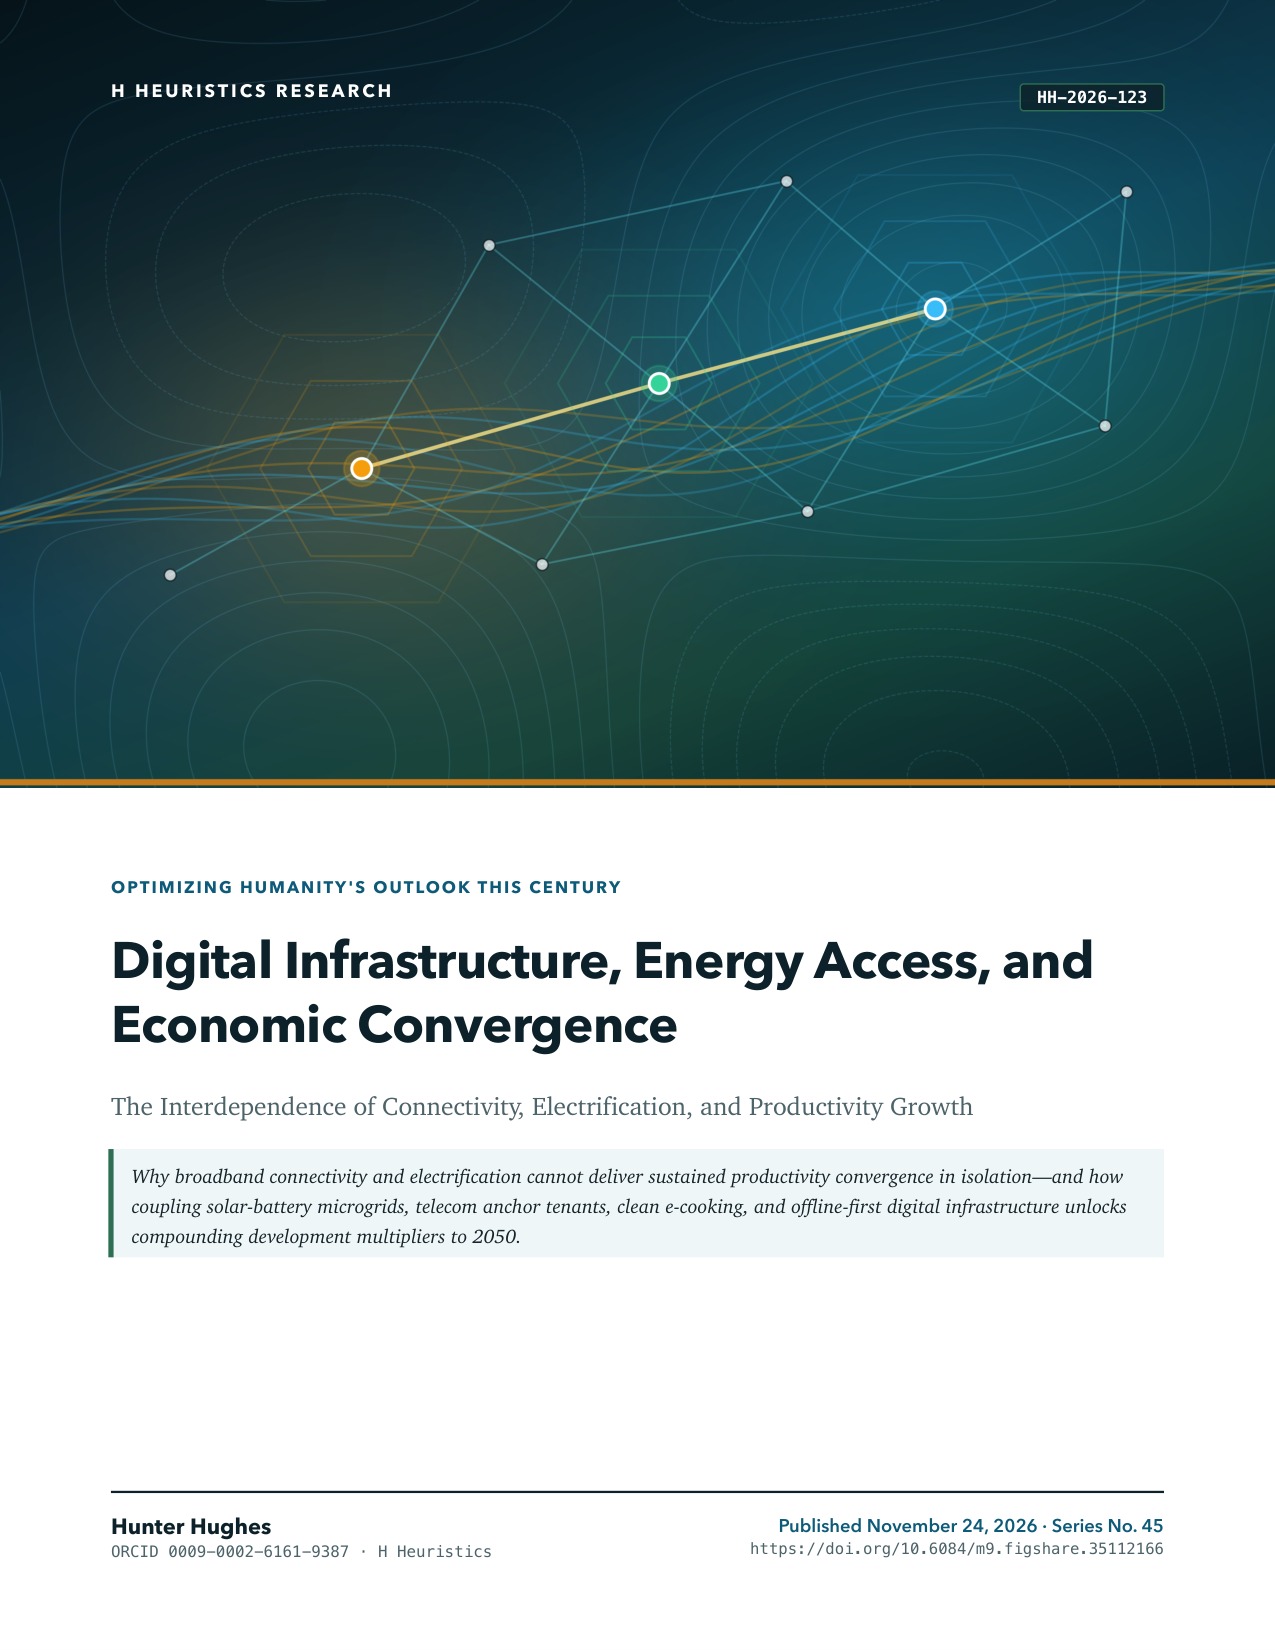 H HEURISTICS RESEARCH
HH-2026-123
OPTIMIZING HUMANITY'S OUTLOOK THIS CENTURY
Digital Infrastructure, Energy Access, and
Economic Convergence
The Interdependence of Connectivity, Electrification, and Productivity Growth
Why broadband connectivity and electrification cannot deliver sustained productivity convergence in isolation—and how
coupling solar-battery microgrids, telecom anchor tenants, clean e-cooking, and offline-first digital infrastructure unlocks
compounding development multipliers to 2050.
Hunter Hughes
ORCID 0009-0002-6161-9387 · H Heuristics
Published November 24, 2026 · Series No. 45
https://doi.org/10.6084/m9.figshare.35112166